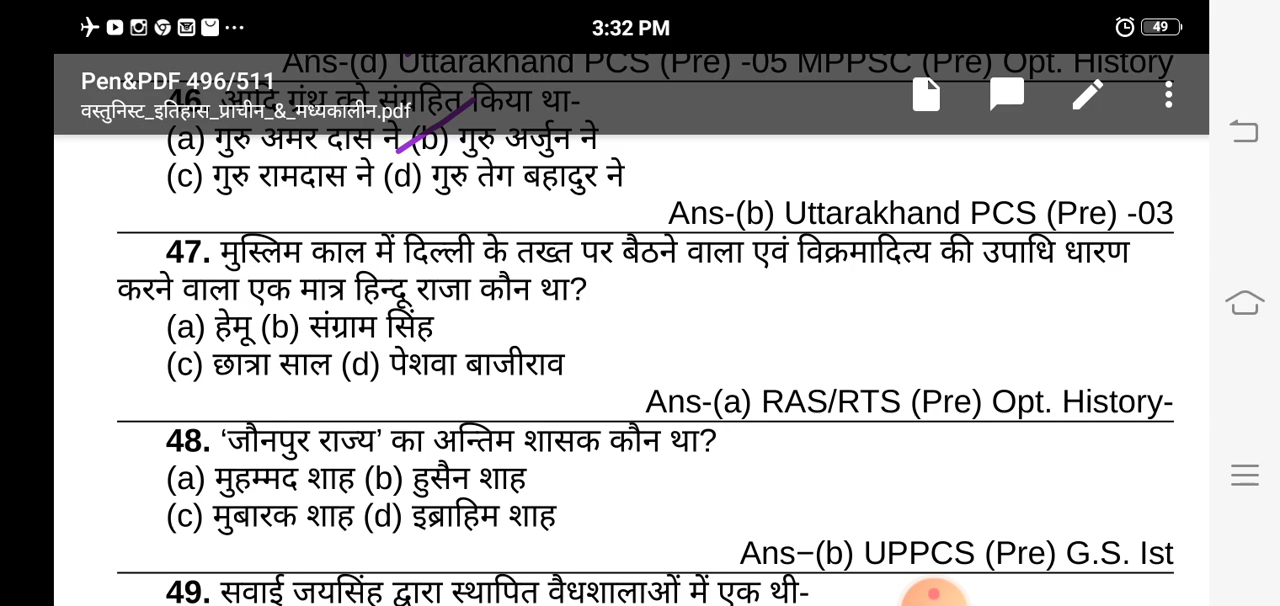 3:32 PM
49
Ans-(d) Uttarakhand PCS (Pre) -05 MPPSC (Pre) Opt. History
Pen&PDF 496/511
46. ग्रंथ को संग्रहित किया था-
वस्तुनिस्ट_इतिहास_प्राचीन_&_मध्यकालीन.pdf
(a) गुरु अमर दास ने (b) गुरु अर्जुन ने
(c) गुरु रामदास ने (d) गुरु तेग बहादुर ने
Ans-(b) Uttarakhand PCS (Pre) -03
47. मुस्लिम काल में दिल्ली के तख्त पर बैठने वाला एवं विक्रमादित्य की उपाधि धारण
करने वाला एक मात्र हिन्दू राजा कौन था?
(a) हेमू (b) संग्राम सिंह
(c) छात्रा साल (d) पेशवा बाजीराव
Ans-(a) RAS/RTS (Pre) Opt. History-
48. ‘जौनपुर राज्य’ का अन्तिम शासक कौन था?
(a) मुहम्मद शाह (b) हुसैन शाह
(c) मुबारक शाह (d) इब्राहिम शाह
Ans–(b) UPPCS (Pre) G.S. Ist
49. सवाई जयसिंह द्वारा स्थापित वैधशालाओं में एक थी-